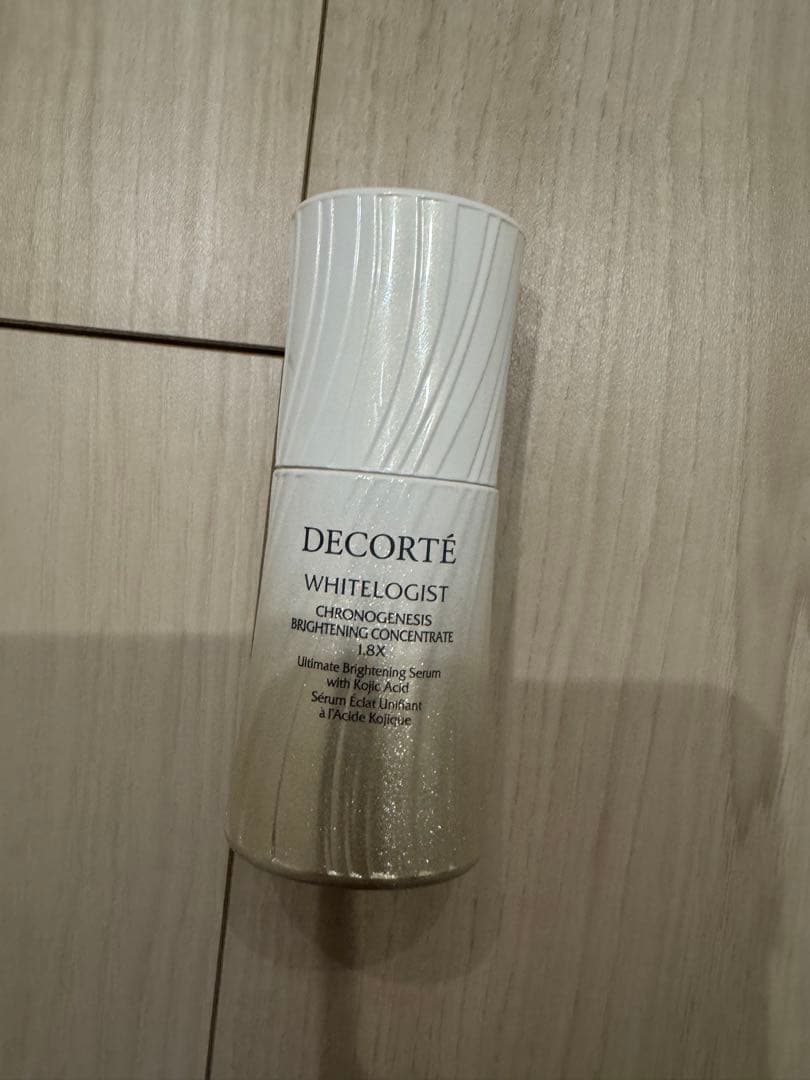 DECORTÉ
WHITELOGIST
CHRONOGENESIS
BRIGHTENING CONCENTRATE
1.8X
Ultimate Brightening Serum
with Kojic Acid
Sérum Éclat Unifiant
à l'Acide Kojique